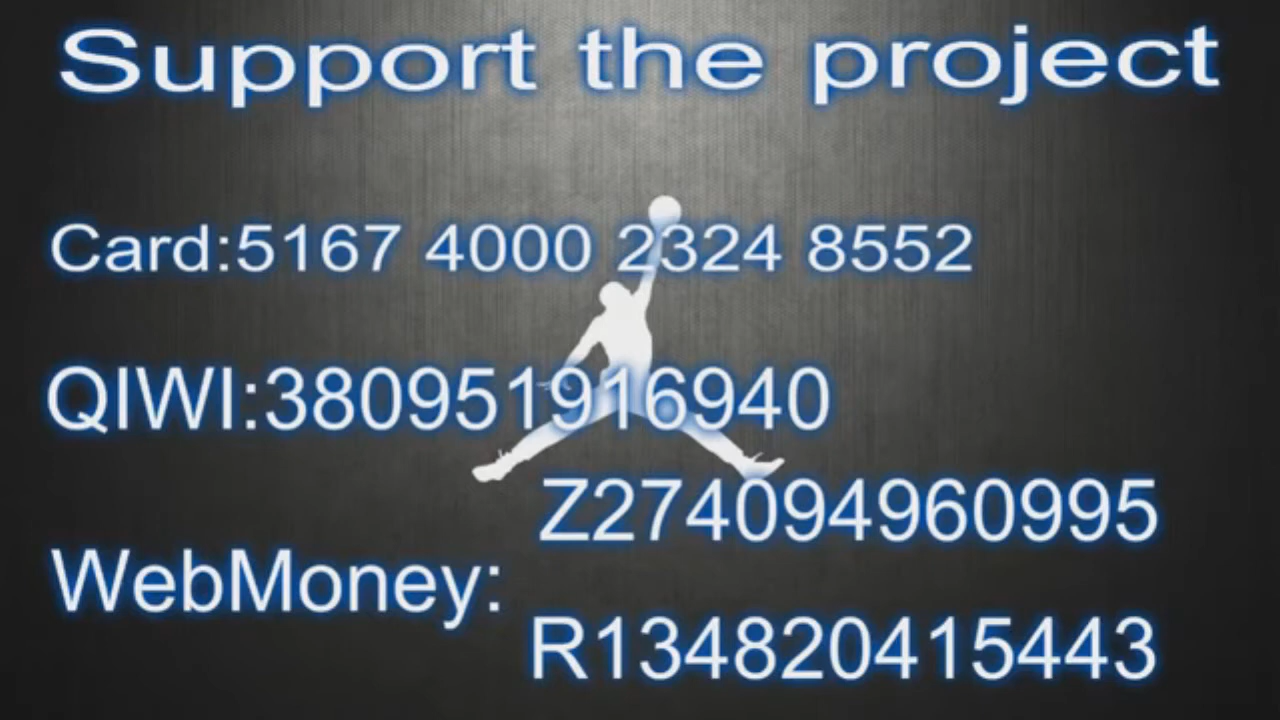 Support the project
Card:5167 4000 2324 8552
QIWI:380951916940
Z274094960995
WebMoney:
R134820415443